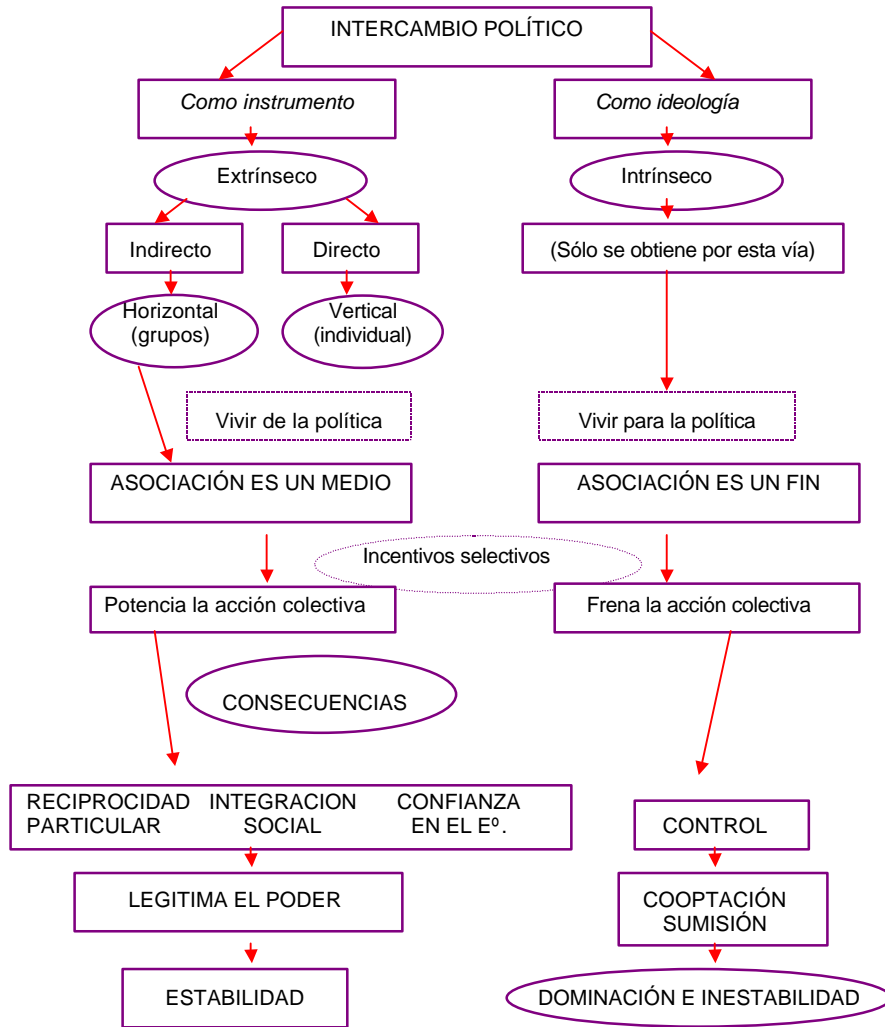 INTERCAMBIO POLÍTICO
Como instrumento
Como ideología
Extrínseco
Intrínseco
Indirecto
Directo
(Sólo se obtiene por esta vía)
Horizontal
(grupos)
Vertical
(individual)
Vivir de la política
Vivir para la política
ASOCIACIÓN ES UN MEDIO
ASOCIACIÓN ES UN FIN
Incentivos selectivos
Potencia la acción colectiva
Frena la acción colectiva
CONSECUENCIAS
RECIPROCIDAD INTEGRACION CONFIANZA
PARTICULAR SOCIAL EN EL Eº.
CONTROL
LEGITIMA EL PODER
COOPTACIÓN
SUMISIÓN
ESTABILIDAD
DOMINACIÓN E INESTABILIDAD